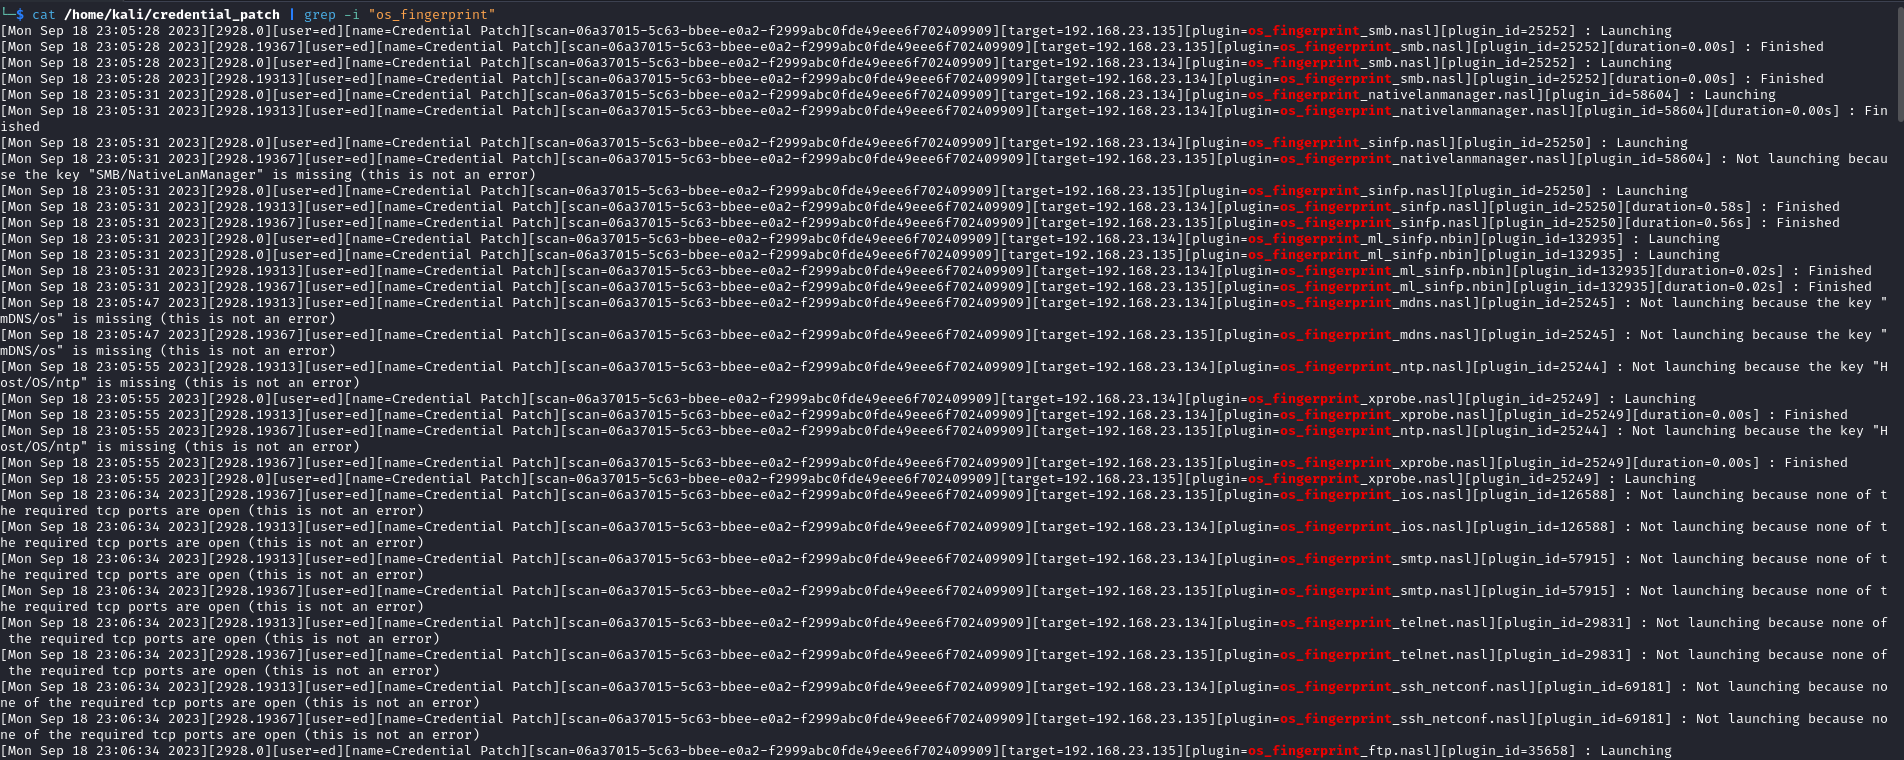 └─$ cat /home/kali/credential_patch | grep -i "os_fingerprint"
[Mon Sep 18 23:05:28 2023][2928.0][user=ed][name=Credential Patch][scan=06a37015-5c63-bbee-e0a2-f2999abc0fde49eee6f702409909][target=192.168.23.135][plugin=os_fingerprint_smb.nasl][plugin_id=25252] : Launching
[Mon Sep 18 23:05:28 2023][2928.19367][user=ed][name=Credential Patch][scan=06a37015-5c63-bbee-e0a2-f2999abc0fde49eee6f702409909][target=192.168.23.135][plugin=os_fingerprint_smb.nasl][plugin_id=25252][duration=0.00s] : Finished
[Mon Sep 18 23:05:28 2023][2928.0][user=ed][name=Credential Patch][scan=06a37015-5c63-bbee-e0a2-f2999abc0fde49eee6f702409909][target=192.168.23.134][plugin=os_fingerprint_smb.nasl][plugin_id=25252] : Launching
[Mon Sep 18 23:05:28 2023][2928.19313][user=ed][name=Credential Patch][scan=06a37015-5c63-bbee-e0a2-f2999abc0fde49eee6f702409909][target=192.168.23.134][plugin=os_fingerprint_smb.nasl][plugin_id=25252][duration=0.00s] : Finished
[Mon Sep 18 23:05:31 2023][2928.0][user=ed][name=Credential Patch][scan=06a37015-5c63-bbee-e0a2-f2999abc0fde49eee6f702409909][target=192.168.23.134][plugin=os_fingerprint_nativelanmanager.nasl][plugin_id=58604] : Launching
[Mon Sep 18 23:05:31 2023][2928.19313][user=ed][name=Credential Patch][scan=06a37015-5c63-bbee-e0a2-f2999abc0fde49eee6f702409909][target=192.168.23.134][plugin=os_fingerprint_nativelanmanager.nasl][plugin_id=58604][duration=0.00s] : Fin
ished
[Mon Sep 18 23:05:31 2023][2928.0][user=ed][name=Credential Patch][scan=06a37015-5c63-bbee-e0a2-f2999abc0fde49eee6f702409909][target=192.168.23.134][plugin=os_fingerprint_sinfp.nasl][plugin_id=25250] : Launching
[Mon Sep 18 23:05:31 2023][2928.19367][user=ed][name=Credential Patch][scan=06a37015-5c63-bbee-e0a2-f2999abc0fde49eee6f702409909][target=192.168.23.135][plugin=os_fingerprint_nativelanmanager.nasl][plugin_id=58604] : Not launching becau
se the key "SMB/NativeLanManager" is missing (this is not an error)
[Mon Sep 18 23:05:31 2023][2928.0][user=ed][name=Credential Patch][scan=06a37015-5c63-bbee-e0a2-f2999abc0fde49eee6f702409909][target=192.168.23.135][plugin=os_fingerprint_sinfp.nasl][plugin_id=25250] : Launching
[Mon Sep 18 23:05:31 2023][2928.19313][user=ed][name=Credential Patch][scan=06a37015-5c63-bbee-e0a2-f2999abc0fde49eee6f702409909][target=192.168.23.134][plugin=os_fingerprint_sinfp.nasl][plugin_id=25250][duration=0.58s] : Finished
[Mon Sep 18 23:05:31 2023][2928.19367][user=ed][name=Credential Patch][scan=06a37015-5c63-bbee-e0a2-f2999abc0fde49eee6f702409909][target=192.168.23.135][plugin=os_fingerprint_sinfp.nasl][plugin_id=25250][duration=0.56s] : Finished
[Mon Sep 18 23:05:31 2023][2928.0][user=ed][name=Credential Patch][scan=06a37015-5c63-bbee-e0a2-f2999abc0fde49eee6f702409909][target=192.168.23.134][plugin=os_fingerprint_ml_sinfp.nbin][plugin_id=132935] : Launching
[Mon Sep 18 23:05:31 2023][2928.0][user=ed][name=Credential Patch][scan=06a37015-5c63-bbee-e0a2-f2999abc0fde49eee6f702409909][target=192.168.23.135][plugin=os_fingerprint_ml_sinfp.nbin][plugin_id=132935] : Launching
[Mon Sep 18 23:05:31 2023][2928.19313][user=ed][name=Credential Patch][scan=06a37015-5c63-bbee-e0a2-f2999abc0fde49eee6f702409909][target=192.168.23.134][plugin=os_fingerprint_ml_sinfp.nbin][plugin_id=132935][duration=0.02s] : Finished
[Mon Sep 18 23:05:31 2023][2928.19367][user=ed][name=Credential Patch][scan=06a37015-5c63-bbee-e0a2-f2999abc0fde49eee6f702409909][target=192.168.23.135][plugin=os_fingerprint_ml_sinfp.nbin][plugin_id=132935][duration=0.02s] : Finished
[Mon Sep 18 23:05:47 2023][2928.19313][user=ed][name=Credential Patch][scan=06a37015-5c63-bbee-e0a2-f2999abc0fde49eee6f702409909][target=192.168.23.134][plugin=os_fingerprint_mdns.nasl][plugin_id=25245] : Not launching because the key "
mDNS/os" is missing (this is not an error)
[Mon Sep 18 23:05:47 2023][2928.19367][user=ed][name=Credential Patch][scan=06a37015-5c63-bbee-e0a2-f2999abc0fde49eee6f702409909][target=192.168.23.135][plugin=os_fingerprint_mdns.nasl][plugin_id=25245] : Not launching because the key "
mDNS/os" is missing (this is not an error)
[Mon Sep 18 23:05:55 2023][2928.19313][user=ed][name=Credential Patch][scan=06a37015-5c63-bbee-e0a2-f2999abc0fde49eee6f702409909][target=192.168.23.134][plugin=os_fingerprint_ntp.nasl][plugin_id=25244] : Not launching because the key "H
ost/OS/ntp" is missing (this is not an error)
[Mon Sep 18 23:05:55 2023][2928.0][user=ed][name=Credential Patch][scan=06a37015-5c63-bbee-e0a2-f2999abc0fde49eee6f702409909][target=192.168.23.134][plugin=os_fingerprint_xprobe.nasl][plugin_id=25249] : Launching
[Mon Sep 18 23:05:55 2023][2928.19313][user=ed][name=Credential Patch][scan=06a37015-5c63-bbee-e0a2-f2999abc0fde49eee6f702409909][target=192.168.23.134][plugin=os_fingerprint_xprobe.nasl][plugin_id=25249][duration=0.00s] : Finished
[Mon Sep 18 23:05:55 2023][2928.19367][user=ed][name=Credential Patch][scan=06a37015-5c63-bbee-e0a2-f2999abc0fde49eee6f702409909][target=192.168.23.135][plugin=os_fingerprint_ntp.nasl][plugin_id=25244] : Not launching because the key "H
ost/OS/ntp" is missing (this is not an error)
[Mon Sep 18 23:05:55 2023][2928.19367][user=ed][name=Credential Patch][scan=06a37015-5c63-bbee-e0a2-f2999abc0fde49eee6f702409909][target=192.168.23.135][plugin=os_fingerprint_xprobe.nasl][plugin_id=25249][duration=0.00s] : Finished
[Mon Sep 18 23:05:55 2023][2928.0][user=ed][name=Credential Patch][scan=06a37015-5c63-bbee-e0a2-f2999abc0fde49eee6f702409909][target=192.168.23.135][plugin=os_fingerprint_xprobe.nasl][plugin_id=25249] : Launching
[Mon Sep 18 23:06:34 2023][2928.19367][user=ed][name=Credential Patch][scan=06a37015-5c63-bbee-e0a2-f2999abc0fde49eee6f702409909][target=192.168.23.135][plugin=os_fingerprint_ios.nasl][plugin_id=126588] : Not launching because none of t
he required tcp ports are open (this is not an error)
[Mon Sep 18 23:06:34 2023][2928.19313][user=ed][name=Credential Patch][scan=06a37015-5c63-bbee-e0a2-f2999abc0fde49eee6f702409909][target=192.168.23.134][plugin=os_fingerprint_ios.nasl][plugin_id=126588] : Not launching because none of t
he required tcp ports are open (this is not an error)
[Mon Sep 18 23:06:34 2023][2928.19313][user=ed][name=Credential Patch][scan=06a37015-5c63-bbee-e0a2-f2999abc0fde49eee6f702409909][target=192.168.23.134][plugin=os_fingerprint_smtp.nasl][plugin_id=57915] : Not launching because none of t
he required tcp ports are open (this is not an error)
[Mon Sep 18 23:06:34 2023][2928.19367][user=ed][name=Credential Patch][scan=06a37015-5c63-bbee-e0a2-f2999abc0fde49eee6f702409909][target=192.168.23.135][plugin=os_fingerprint_smtp.nasl][plugin_id=57915] : Not launching because none of t
he required tcp ports are open (this is not an error)
[Mon Sep 18 23:06:34 2023][2928.19313][user=ed][name=Credential Patch][scan=06a37015-5c63-bbee-e0a2-f2999abc0fde49eee6f702409909][target=192.168.23.134][plugin=os_fingerprint_telnet.nasl][plugin_id=29831] : Not launching because none of
 the required tcp ports are open (this is not an error)
[Mon Sep 18 23:06:34 2023][2928.19367][user=ed][name=Credential Patch][scan=06a37015-5c63-bbee-e0a2-f2999abc0fde49eee6f702409909][target=192.168.23.135][plugin=os_fingerprint_telnet.nasl][plugin_id=29831] : Not launching because none of
 the required tcp ports are open (this is not an error)
[Mon Sep 18 23:06:34 2023][2928.19313][user=ed][name=Credential Patch][scan=06a37015-5c63-bbee-e0a2-f2999abc0fde49eee6f702409909][target=192.168.23.134][plugin=os_fingerprint_ssh_netconf.nasl][plugin_id=69181] : Not launching because no
ne of the required tcp ports are open (this is not an error)
[Mon Sep 18 23:06:34 2023][2928.19367][user=ed][name=Credential Patch][scan=06a37015-5c63-bbee-e0a2-f2999abc0fde49eee6f702409909][target=192.168.23.135][plugin=os_fingerprint_ssh_netconf.nasl][plugin_id=69181] : Not launching because no
ne of the required tcp ports are open (this is not an error)
[Mon Sep 18 23:06:34 2023][2928.0][user=ed][name=Credential Patch][scan=06a37015-5c63-bbee-e0a2-f2999abc0fde49eee6f702409909][target=192.168.23.135][plugin=os_fingerprint_ftp.nasl][plugin_id=35658] : Launching